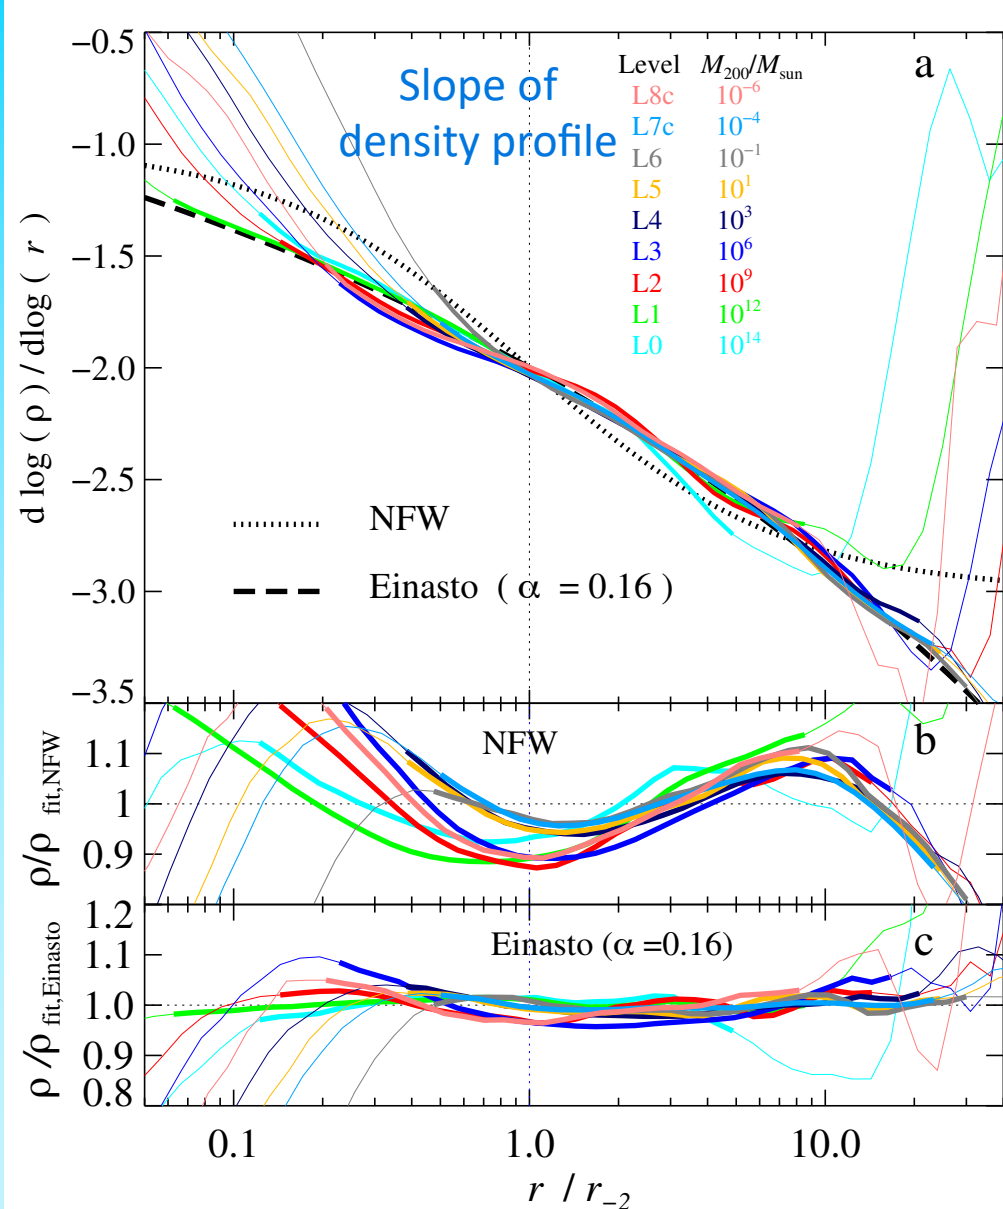 −0.5
−1.0
−1.5
−2.0
−2.5
−3.0
−3.5
d log ( ρ ) / dlog ( r )
Slope of
density profile
a
Level M200/Msun
L8c 10⁻⁶
L7c 10⁻⁴
L6 10⁻¹
L5 10¹
L4 10³
L3 10⁶
L2 10⁹
L1 10¹²
L0 10¹⁴
NFW
Einasto ( α = 0.16 )
b
NFW
1.1
1
0.9
ρ/ρ fit,NFW
c
Einasto (α =0.16)
1.2
1.1
1.0
0.9
0.8
ρ /ρ fit,Einasto
0.1 1.0 10.0
r / r₋₂